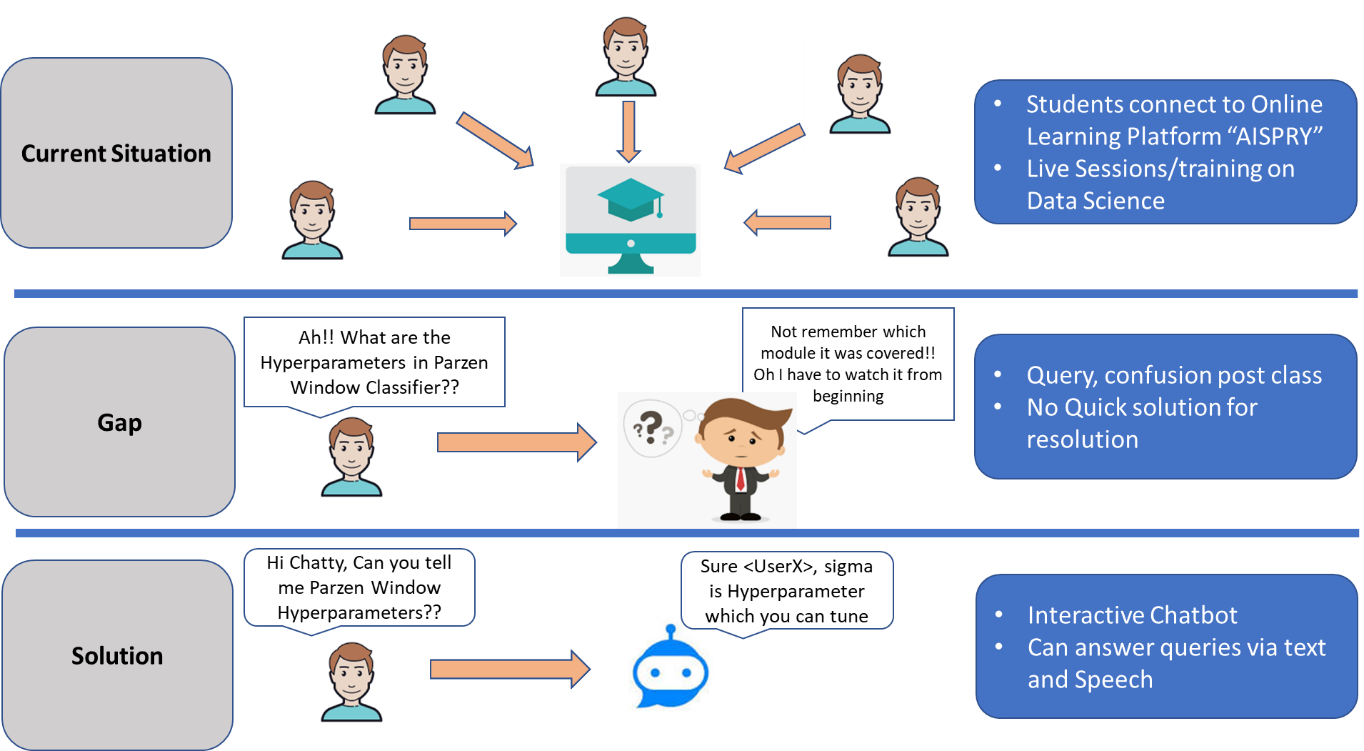 Current Situation
• Students connect to Online
Learning Platform “AISPRY”
• Live Sessions/training on
Data Science
Gap
Ah!! What are the
Hyperparameters in Parzen
Window Classifier??
? ? ?
Not remember which
module it was covered!!
Oh I have to watch it from
beginning
• Query, confusion post class
• No Quick solution for
resolution
Solution
Hi Chatty, Can you tell
me Parzen Window
Hyperparameters??
Sure <UserX>, sigma
is Hyperparameter
which you can tune
• Interactive Chatbot
• Can answer queries via text
and Speech